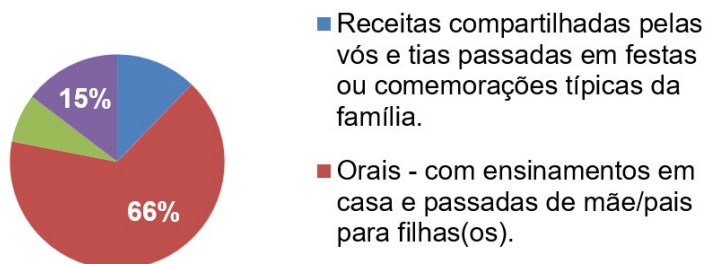 Receitas compartilhadas pelas
vós e tias passadas em festas
ou comemorações típicas da
família.
Orais - com ensinamentos em
casa e passadas de mãe/pais
para filhas(os).
15%
66%